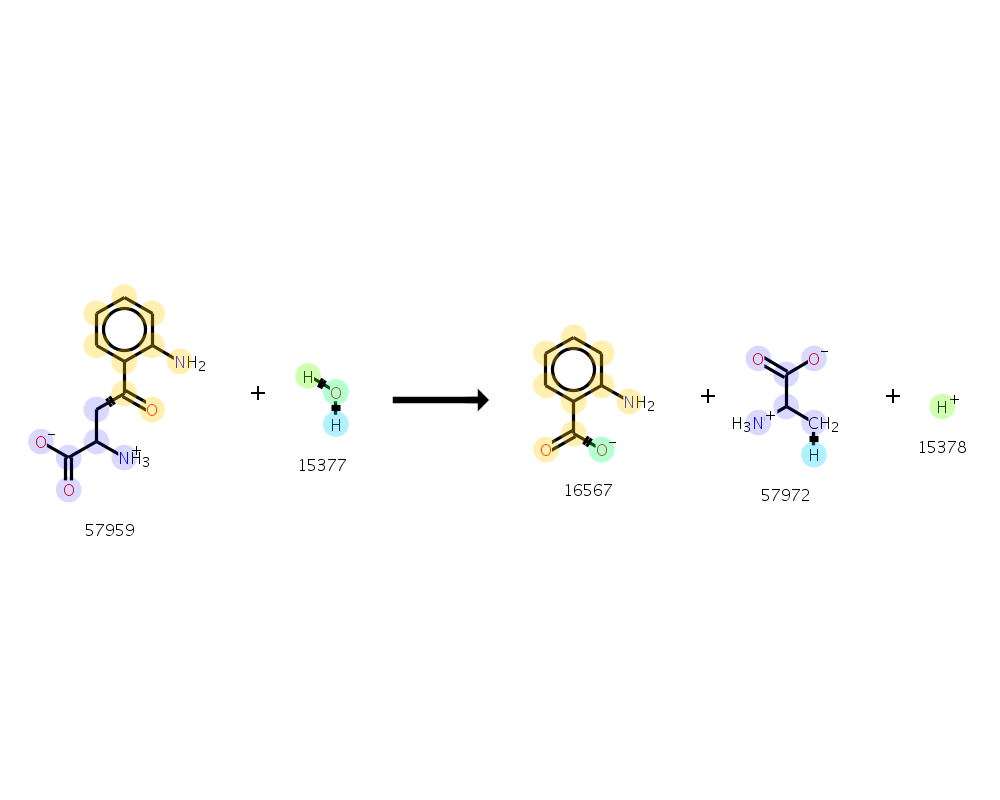 NH2
O
O−
NH3+
O
57959
+
H
O
H
15377
NH2
O
O−
16567
+
O
O−
H3N+
CH2
H
57972
+
H+
15378